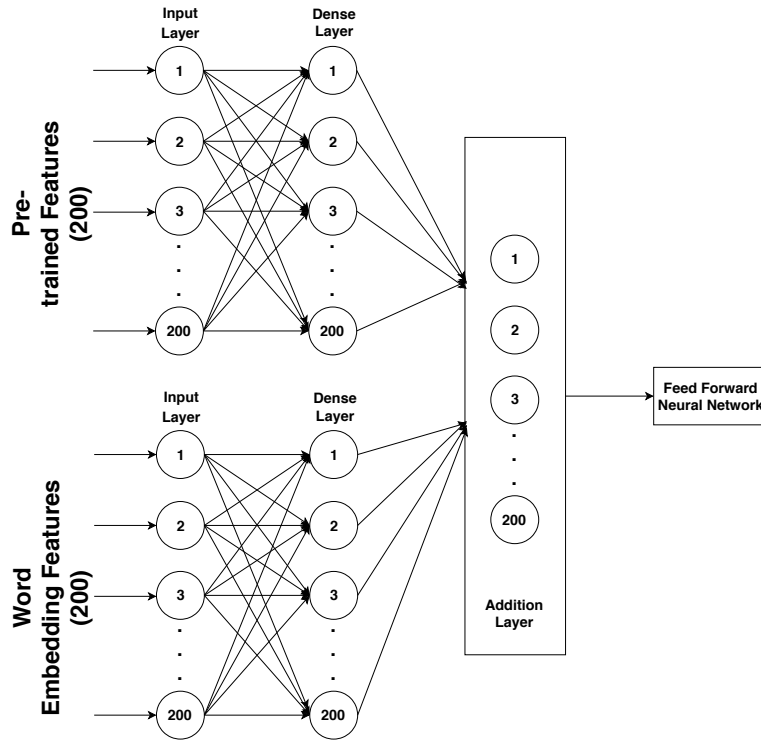 Input
Layer
Dense
Layer
1
1
2
2
3
3
.
.
.
.
.
.
200
200
Pre-
trained Features
(200)
Input
Layer
Dense
Layer
1
1
2
2
3
3
.
.
.
.
.
.
200
200
Word
Embedding Features
(200)
1
2
3
.
.
.
200
Addition
Layer
Feed Forward
Neural Network